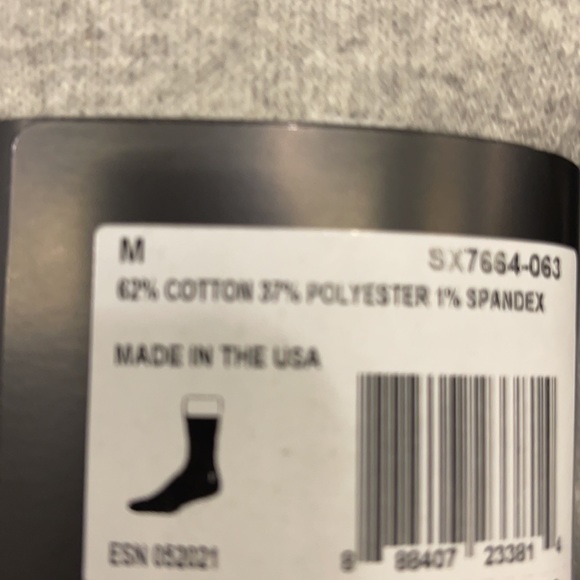 M
SX7664-063
62% COTTON 37% POLYESTER 1% SPANDEX
MADE IN THE USA
ESN 052021
8 88407 23381 4